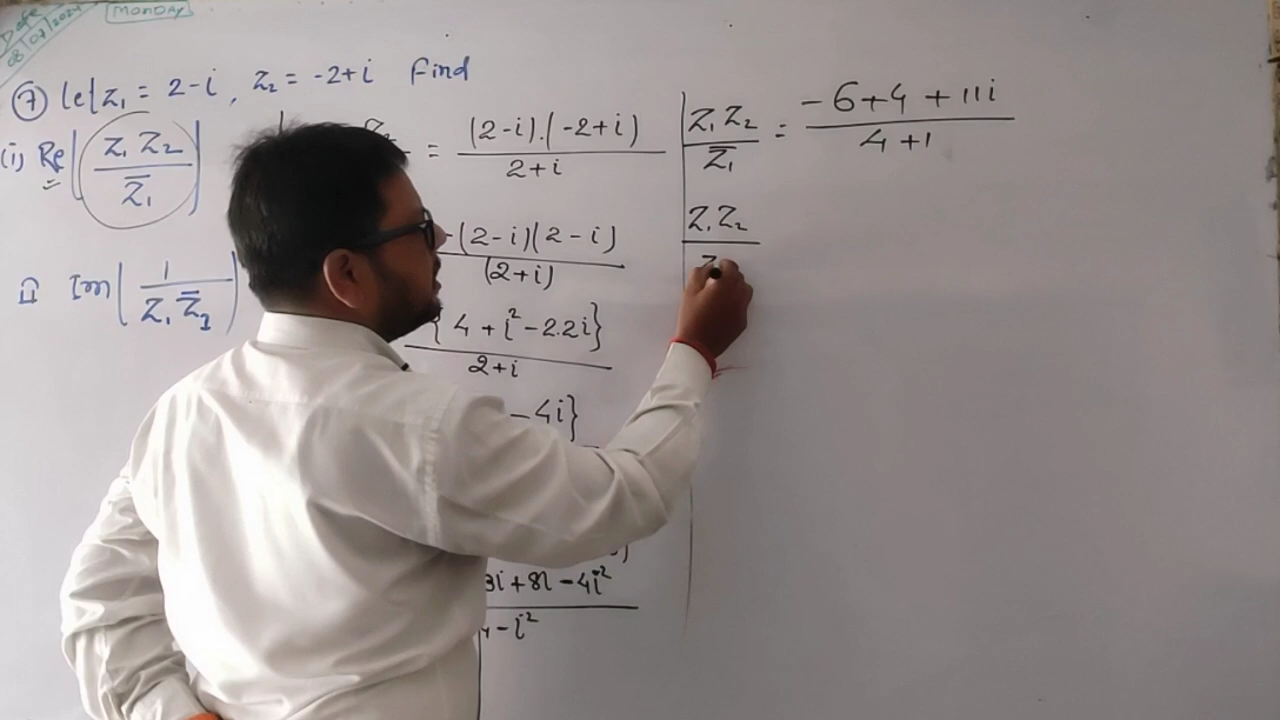 Date
08/07/2024
MONDAY
⑦ let Z₁ = 2-i, Z₂ = -2+i Find
(i) Re(Z₁ Z₂ / Z̄₁)
II Im(1 / Z₁ Z̄₁)
= (2-i).(-2+i) / 2+i
-(2-i)(2-i) / (2+i)
{4 + i² - 2.2i} / 2+i
- 4i}
3i + 8i - 4i² / 4 - i²
Z₁ Z₂ / Z̄₁ = -6+4+11i / 4+1
Z₁ Z₂